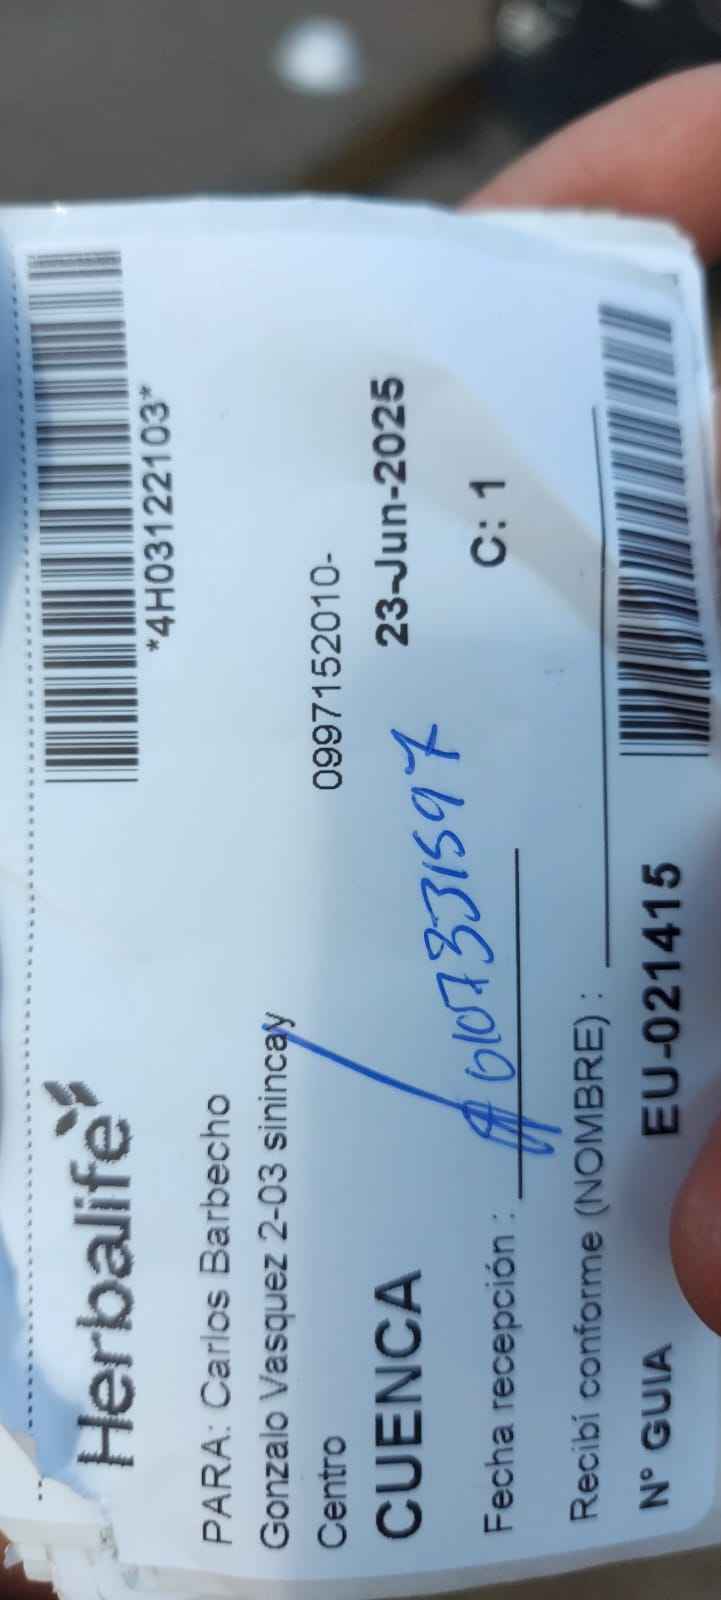 Herbalife
*4H03122103*
PARA: Carlos Barbecho
Gonzalo Vasquez 2-03 sinincay
Centro 0997152010-
CUENCA 23-Jun-2025
0107331597
Fecha recepción : C: 1
Recibí conforme (NOMBRE) :
Nº GUIA EU-021415